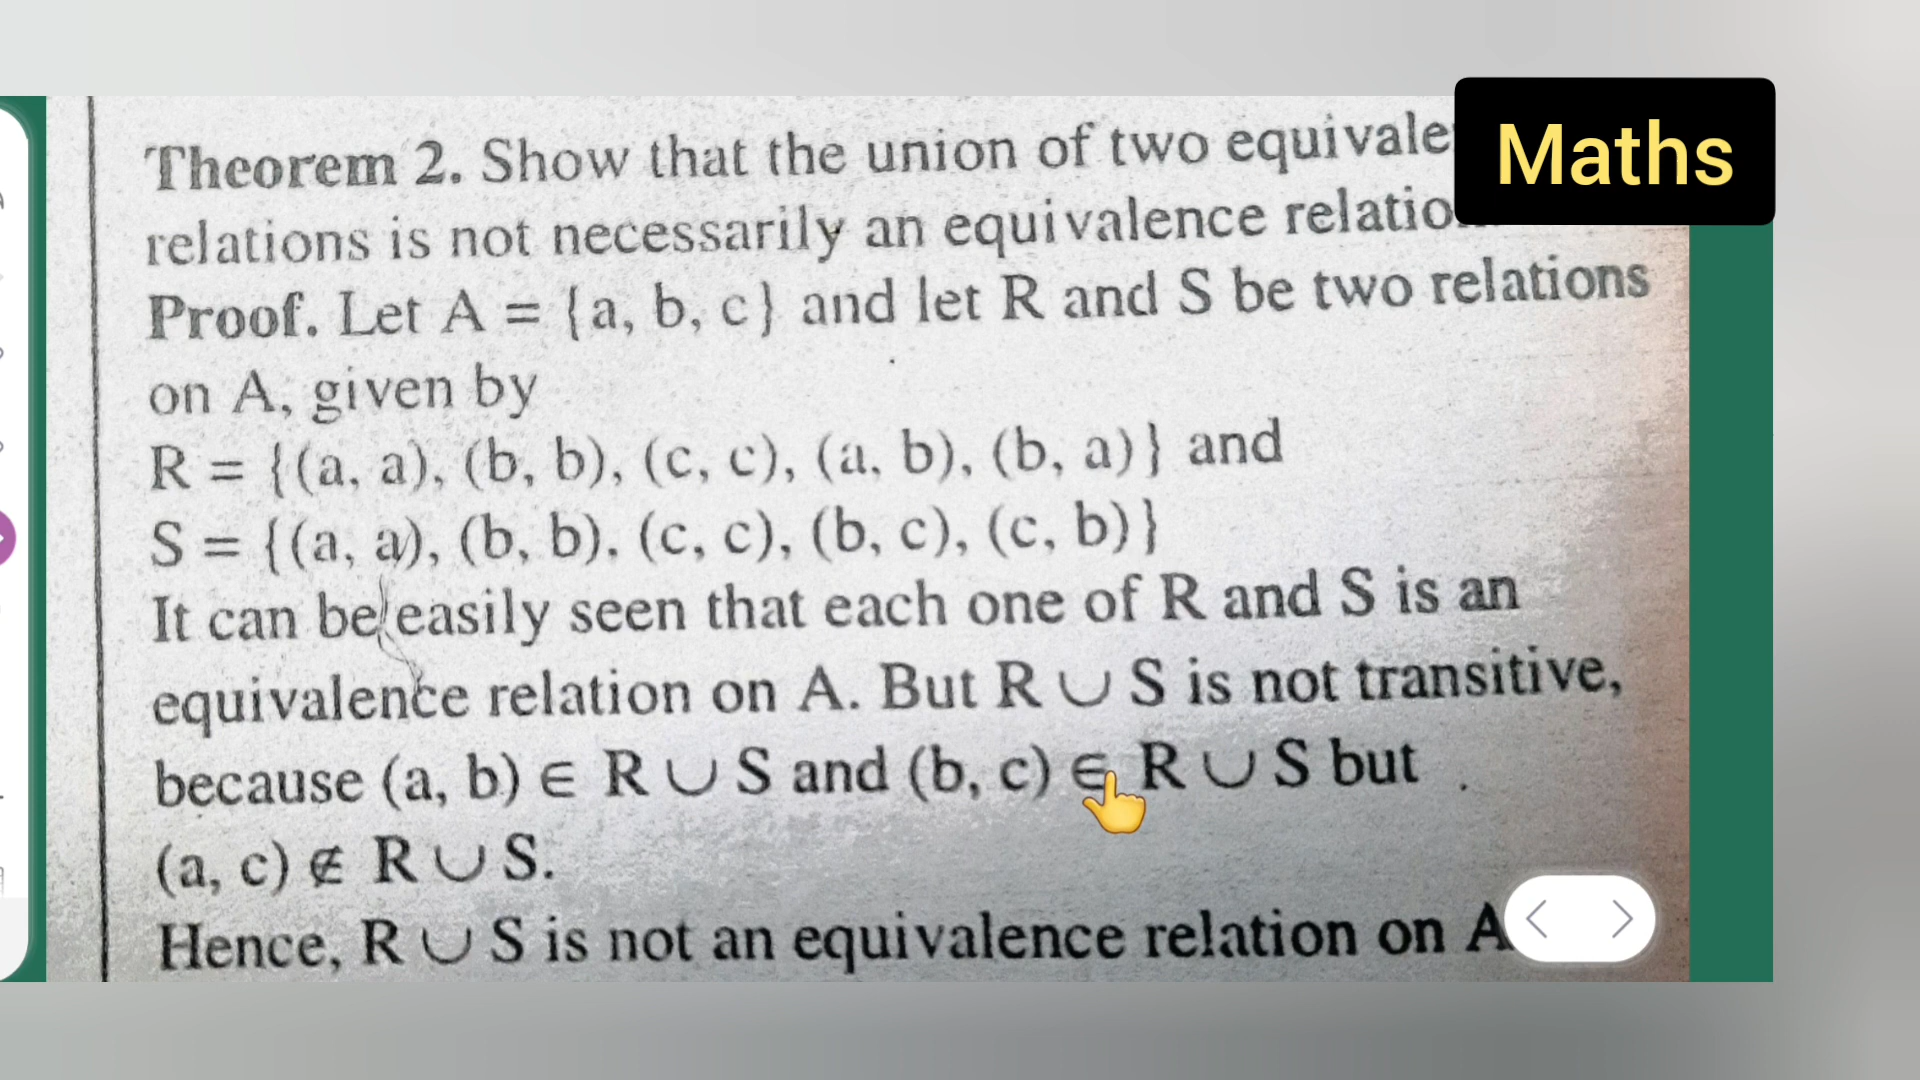 Maths
Theorem 2. Show that the union of two
relations is not necessarily an equivalence
Proof. Let A = {a, b, c} and let R and S be two relations
on A, given by
R = {(a, a), (b, b), (c, c), (a, b), (b, a)} and
S = {(a, a), (b, b), (c, c), (b, c), (c, b)}
It can be easily seen that each one of R and S is an
equivalence relation on A. But R ∪ S is not transitive,
because (a, b) ∈ R ∪ S and (b, c) ∈ R ∪ S but
(a, c) ∉ R ∪ S.
Hence, R ∪ S is not an equivalence relation on A